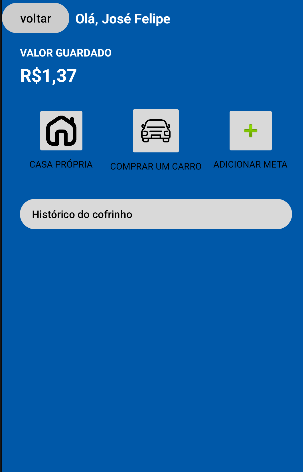 voltar Olá, José Felipe
VALOR GUARDADO
R$1,37
CASA PRÓPRIA COMPRAR UM CARRO ADICIONAR META
Histórico do cofrinho